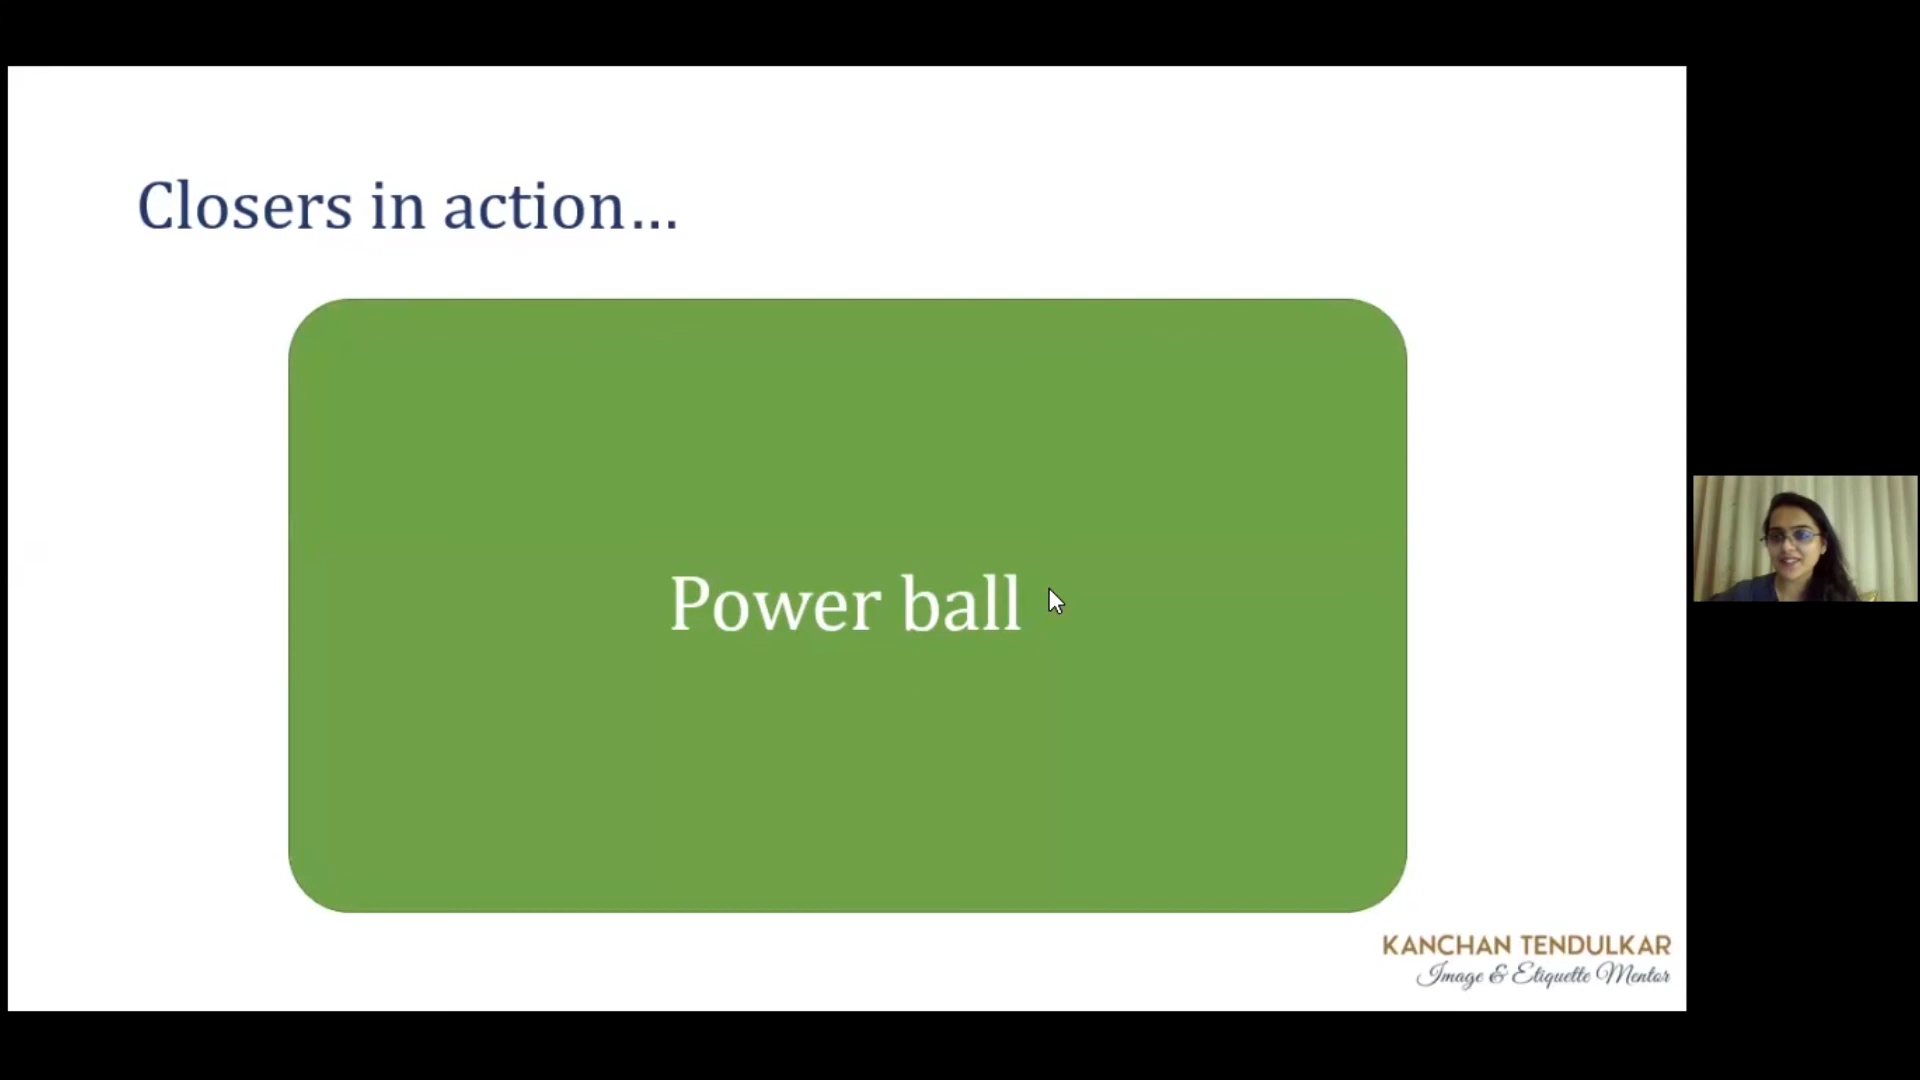 Closers in action...
Power ball
KANCHAN TENDULKAR
Image & Etiquette Mentor